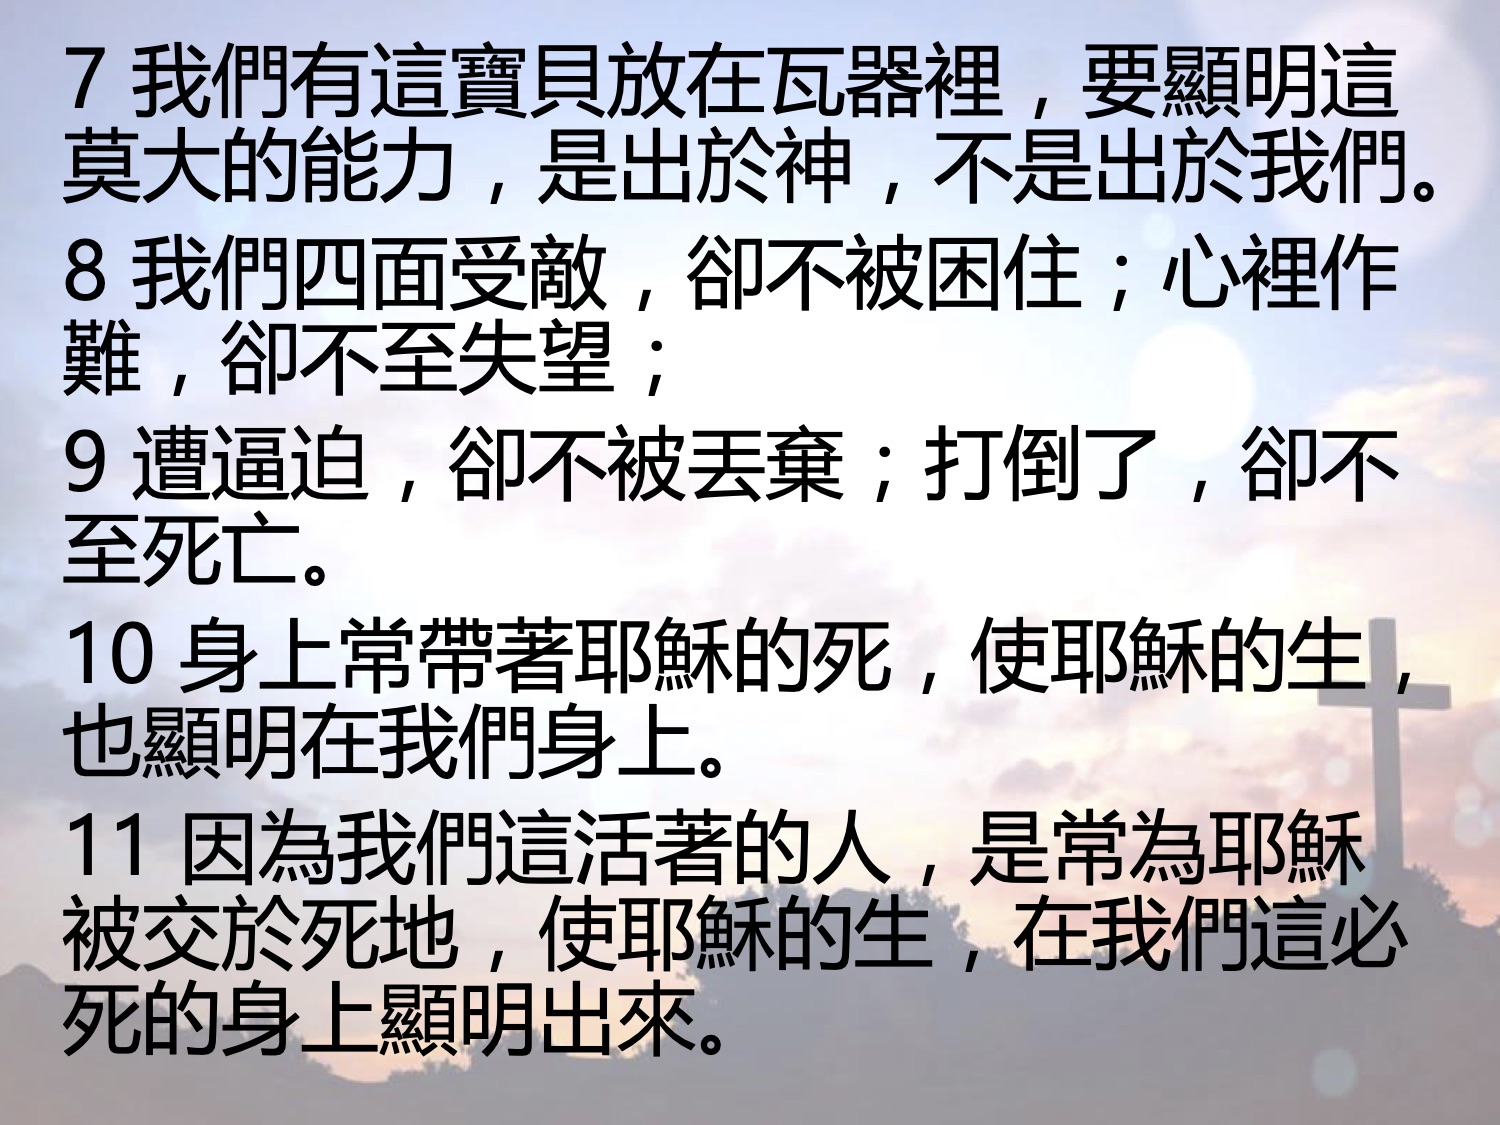 7 我們有這寶貝放在瓦器裡，要顯明這
莫大的能力，是出於神，不是出於我們。
8 我們四面受敵，卻不被困住；心裡作
難，卻不至失望；
9 遭逼迫，卻不被丟棄；打倒了，卻不
至死亡。
10 身上常帶著耶穌的死，使耶穌的生，
也顯明在我們身上。
11 因為我們這活著的人，是常為耶穌
被交於死地，使耶穌的生，在我們這必
死的身上顯明出來。